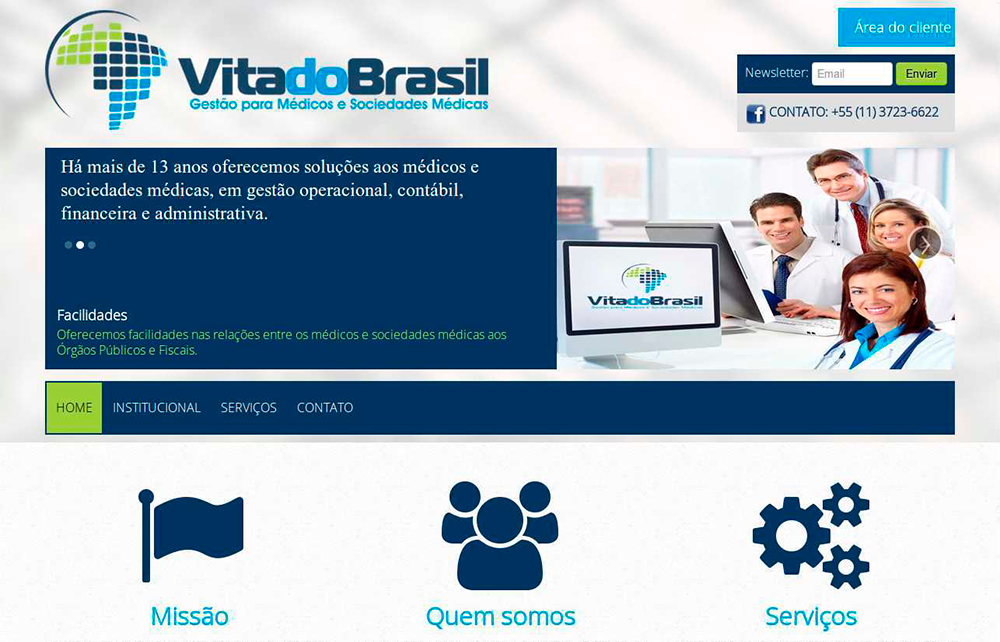 VitadoBrasil
Gestão para Médicos e Sociedades Médicas
Área do cliente
Newsletter: Email Enviar
CONTATO: +55 (11) 3723-6622
Há mais de 13 anos oferecemos soluções aos médicos e
sociedades médicas, em gestão operacional, contábil,
financeira e administrativa.
Facilidades
Oferecemos facilidades nas relações entre os médicos e sociedades médicas aos
Órgãos Públicos e Fiscais.
VitadoBrasil
HOME INSTITUCIONAL SERVIÇOS CONTATO
Missão Quem somos Serviços